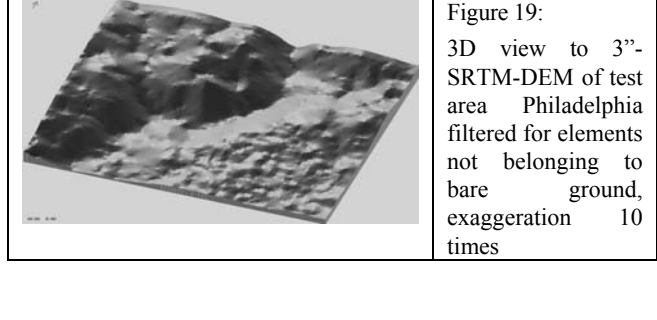 Figure 19:
3D view to 3”-
SRTM-DEM of test
area Philadelphia
filtered for elements
not belonging to
bare ground,
exaggeration 10
times